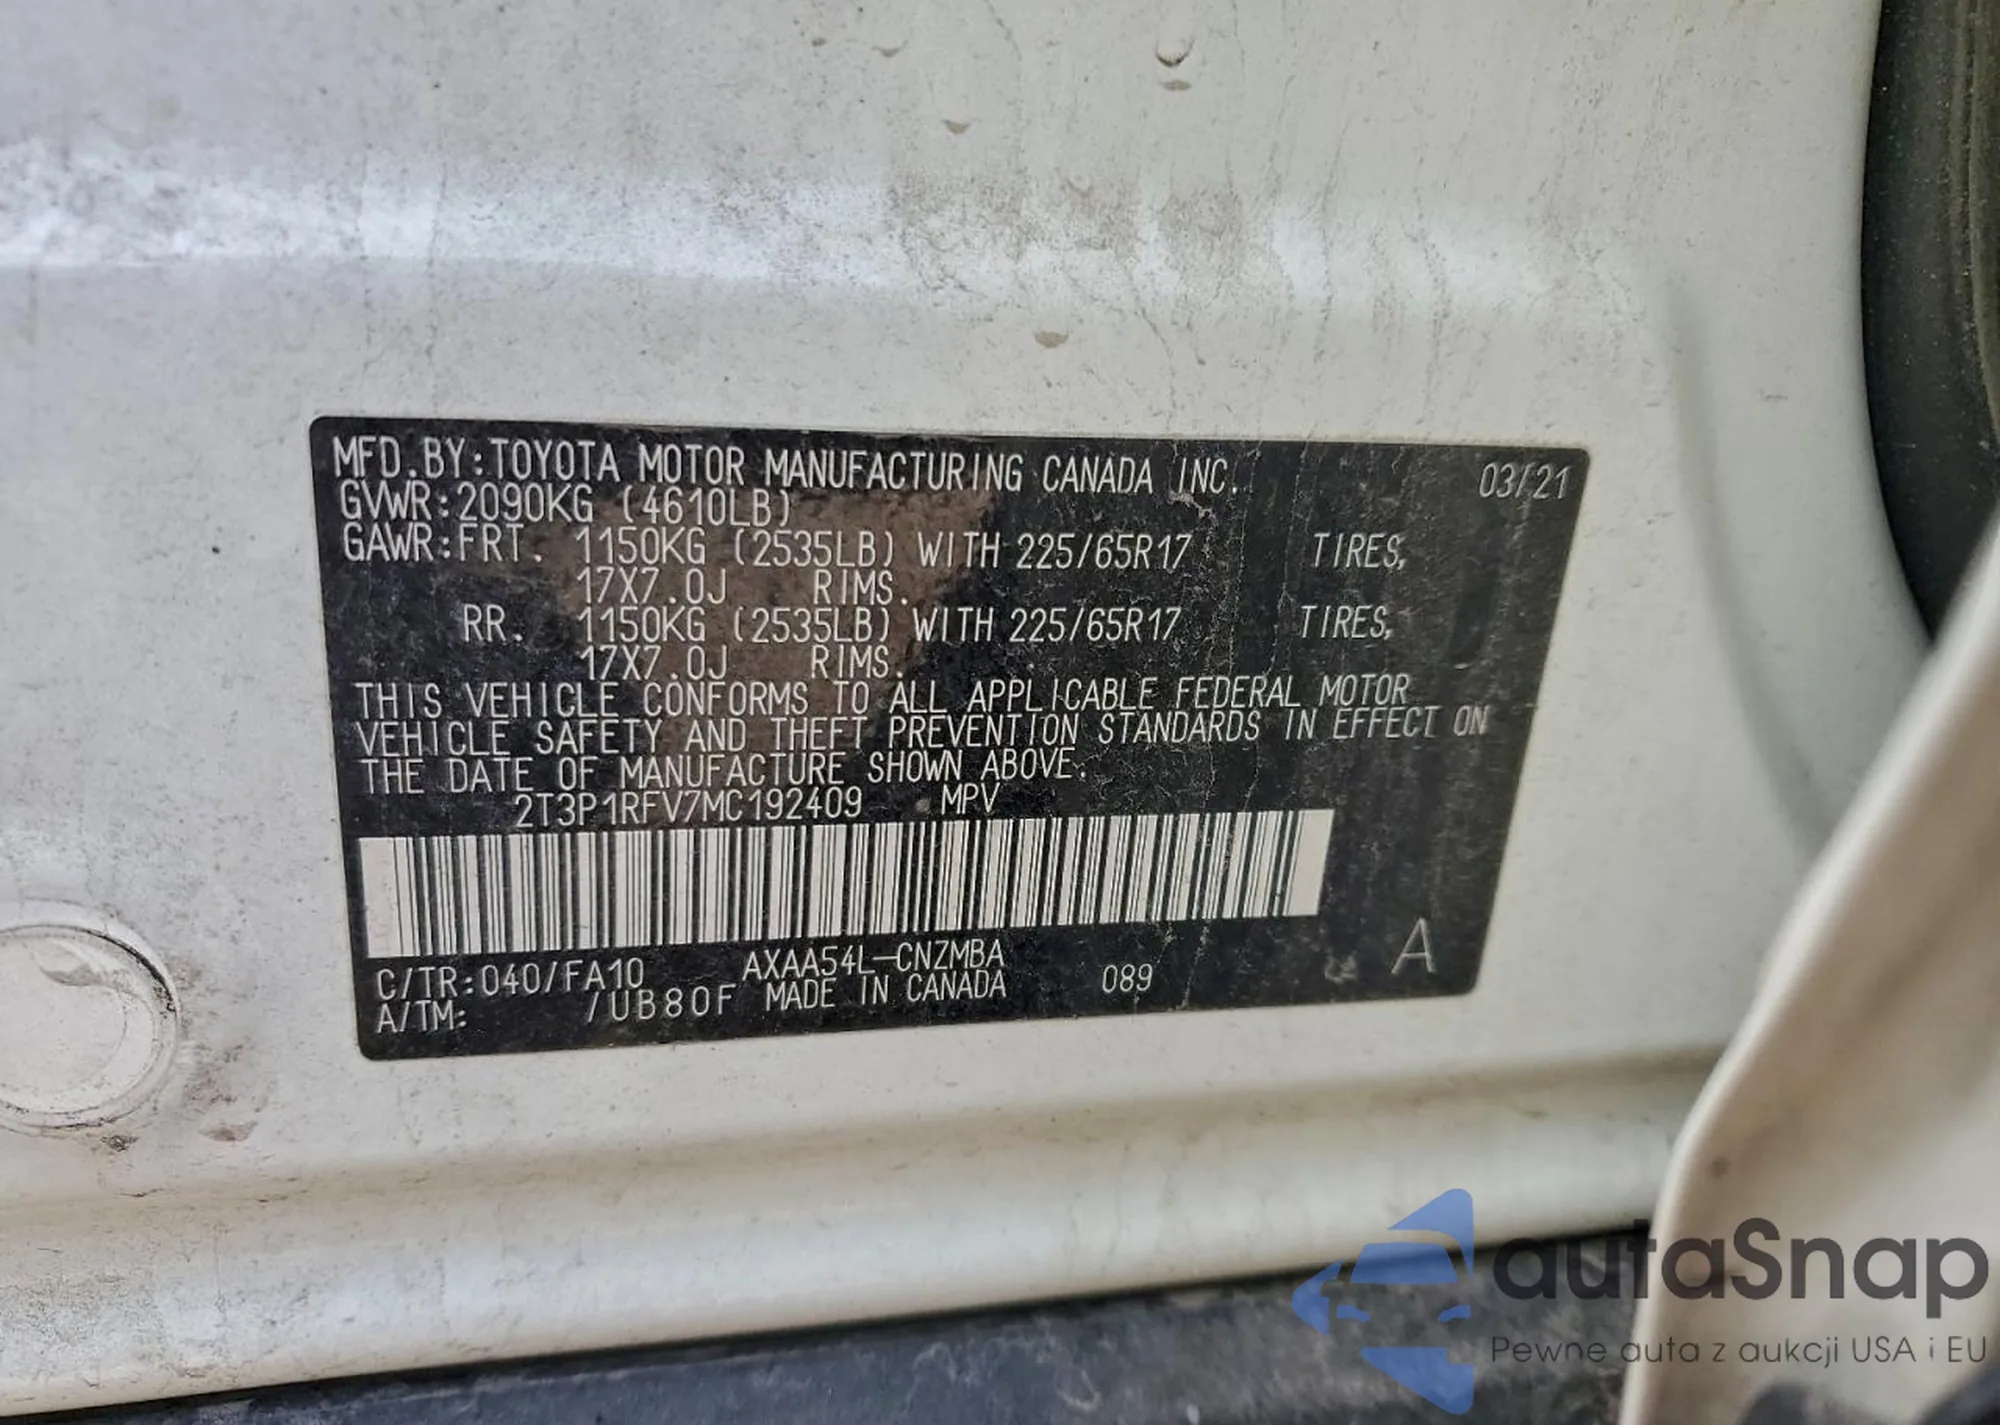 MFD.BY:TOYOTA MOTOR MANUFACTURING CANADA INC. 03/21
GVWR:2090KG (4610LB)
GAWR:FRT. 1150KG (2535LB) WITH 225/65R17 TIRES,
17X7.0J RIMS.
RR. 1150KG (2535LB) WITH 225/65R17 TIRES,
17X7.0J RIMS.
THIS VEHICLE CONFORMS TO ALL APPLICABLE FEDERAL MOTOR
VEHICLE SAFETY AND THEFT PREVENTION STANDARDS IN EFFECT ON
THE DATE OF MANUFACTURE SHOWN ABOVE.
2T3P1RFV7MC192409 MPV
C/TR:040/FA10 AXAA54L-CNZMBA
A/TM: /UB80F MADE IN CANADA 089 A
autaSnap
Pewne auta z aukcji USA i EU